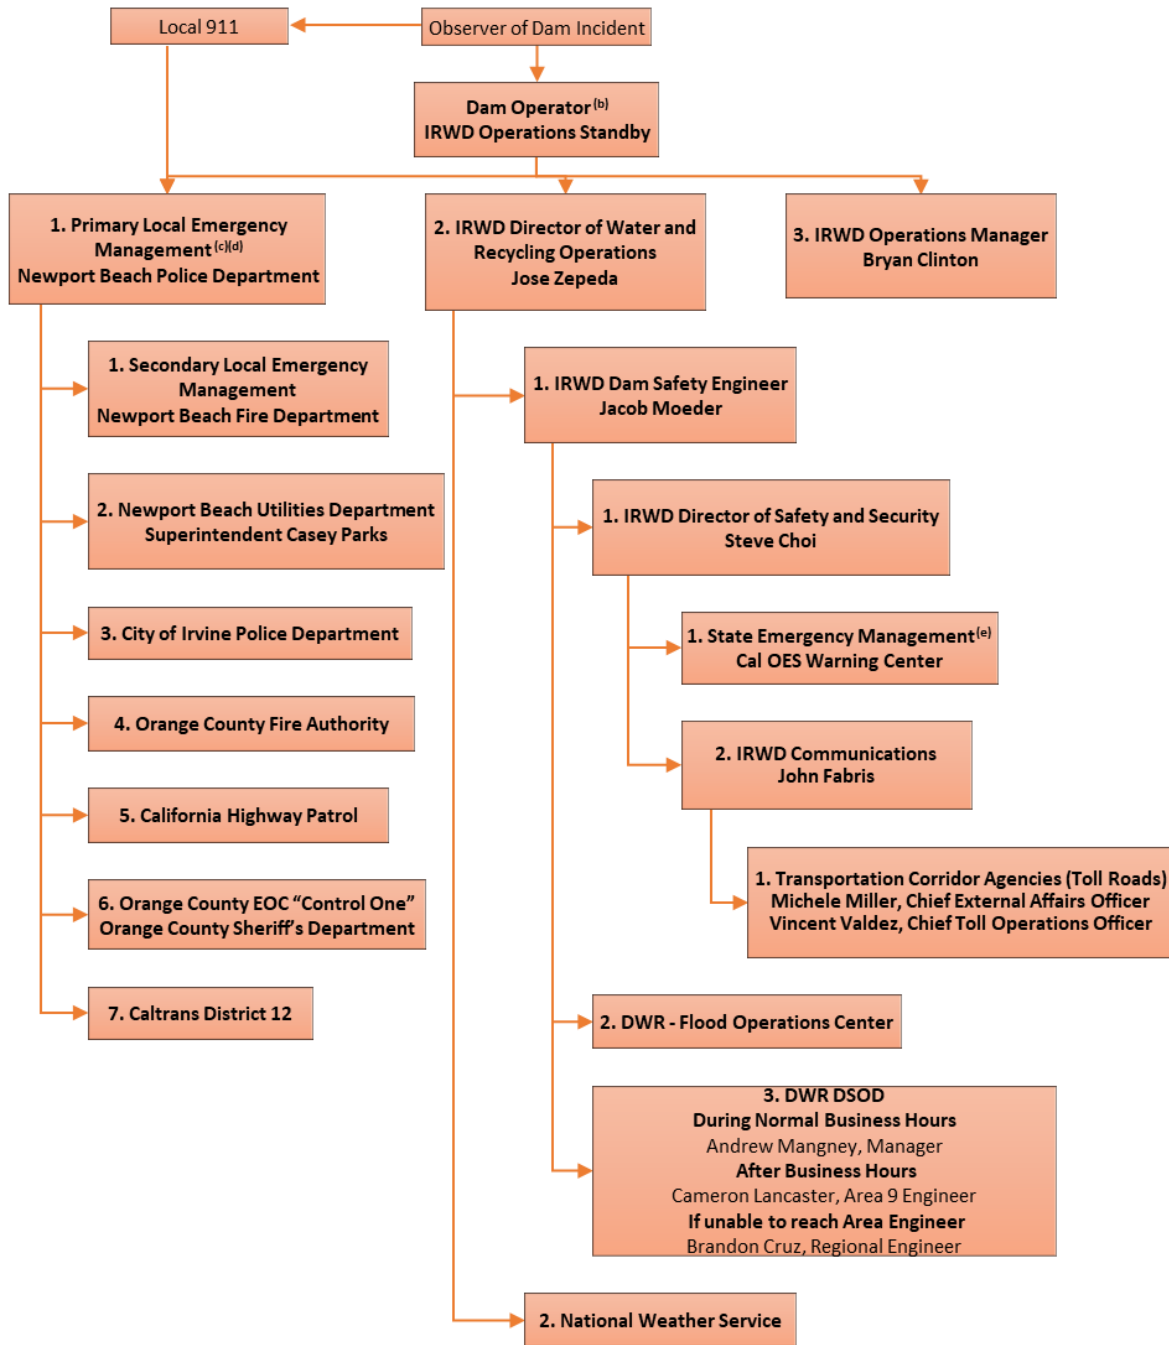 Local 911
Observer of Dam Incident
Dam Operator (b)
IRWD Operations Standby
1. Primary Local Emergency
Management (c)(d)
Newport Beach Police Department
2. IRWD Director of Water and
Recycling Operations
Jose Zepeda
3. IRWD Operations Manager
Bryan Clinton
1. Secondary Local Emergency
Management
Newport Beach Fire Department
2. Newport Beach Utilities Department
Superintendent Casey Parks
3. City of Irvine Police Department
4. Orange County Fire Authority
5. California Highway Patrol
6. Orange County EOC “Control One”
Orange County Sheriff’s Department
7. Caltrans District 12
1. IRWD Dam Safety Engineer
Jacob Moeder
1. IRWD Director of Safety and Security
Steve Choi
1. State Emergency Management(e)
Cal OES Warning Center
2. IRWD Communications
John Fabris
1. Transportation Corridor Agencies (Toll Roads)
Michele Miller, Chief External Affairs Officer
Vincent Valdez, Chief Toll Operations Officer
2. DWR - Flood Operations Center
3. DWR DSOD
During Normal Business Hours
Andrew Mangney, Manager
After Business Hours
Cameron Lancaster, Area 9 Engineer
If unable to reach Area Engineer
Brandon Cruz, Regional Engineer
2. National Weather Service